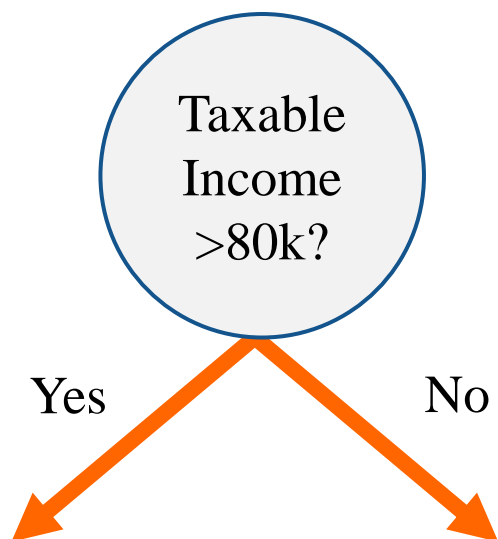 Taxable
Income
>80k?
Yes
No